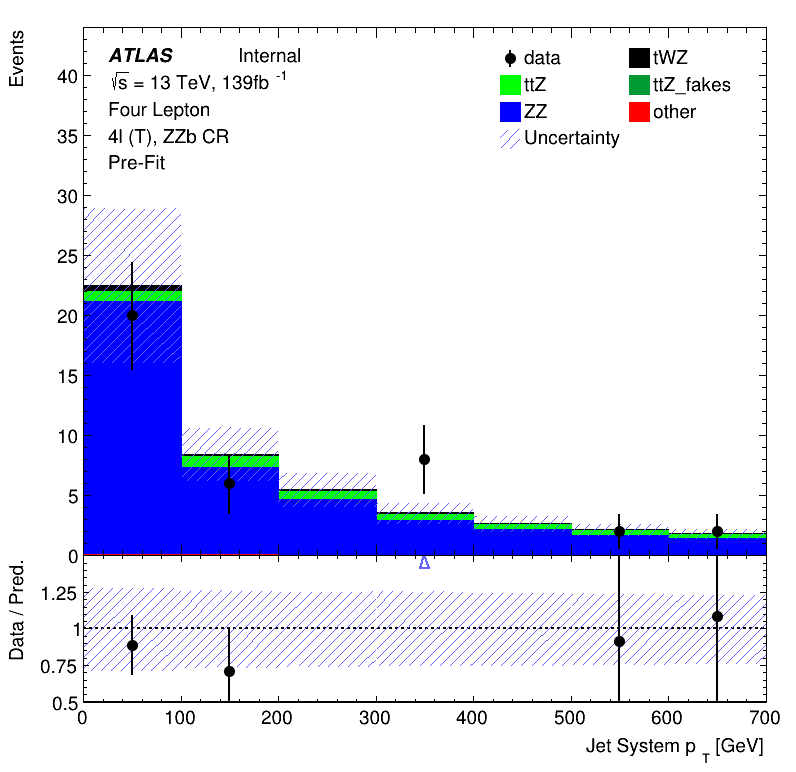 Events
ATLAS Internal
√s = 13 TeV, 139fb -1
Four Lepton
4l (T), ZZb CR
Pre-Fit
data
tWZ
ttZ
ttZ_fakes
ZZ
other
Uncertainty
40
35
30
25
20
15
10
5
0
Data / Pred.
1.25
1
0.75
0.5
0 100 200 300 400 500 600 700
Jet System p T [GeV]